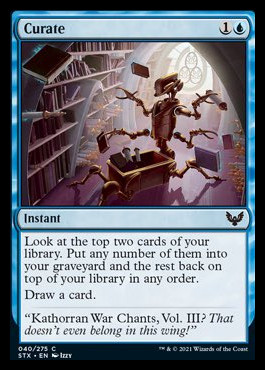 Curate 1
Instant
Look at the top two cards of your
library. Put any number of them into
your graveyard and the rest back on
top of your library in any order.
Draw a card.
“Kathorran War Chants, Vol. III? That
doesn’t even belong in this wing!”
040/275 C
STX • EN Izzy
™ & © 2021 Wizards of the Coast